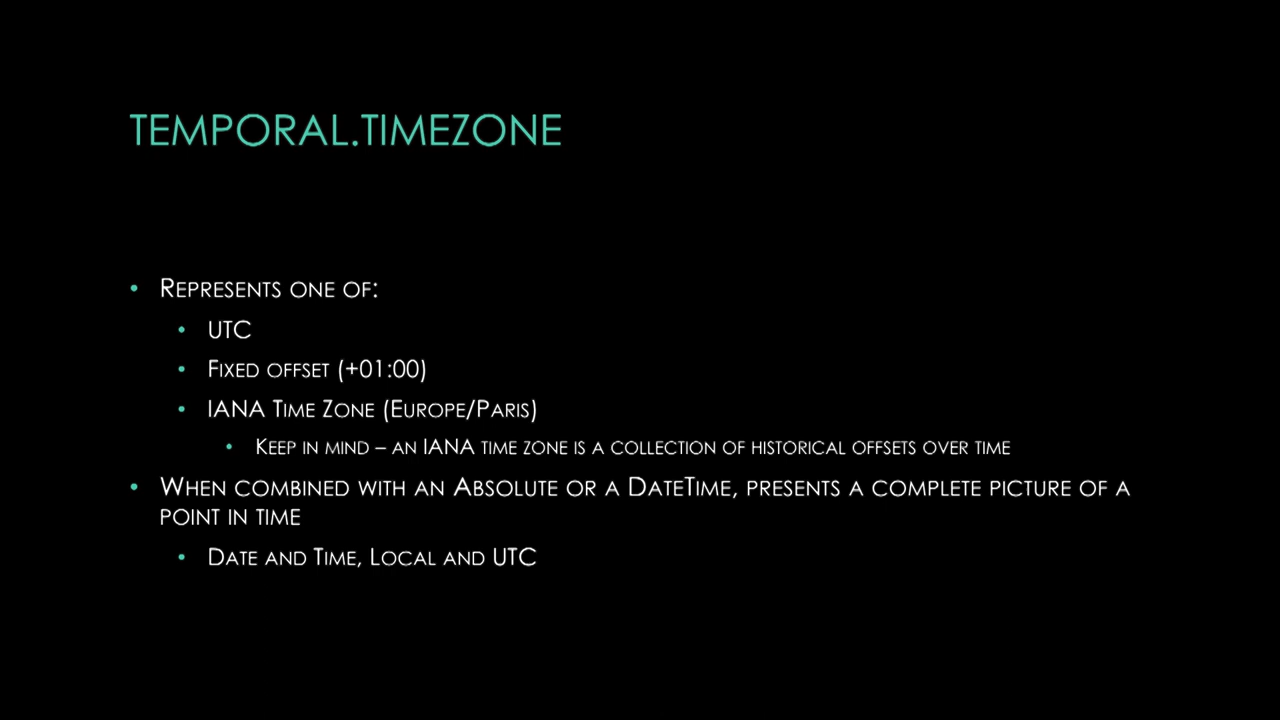 TEMPORAL.TIMEZONE
• Represents one of:
• UTC
• Fixed offset (+01:00)
• IANA Time Zone (Europe/Paris)
• Keep in mind – an IANA time zone is a collection of historical offsets over time
• When combined with an Absolute or a DateTime, presents a complete picture of a
point in time
• Date and Time, Local and UTC